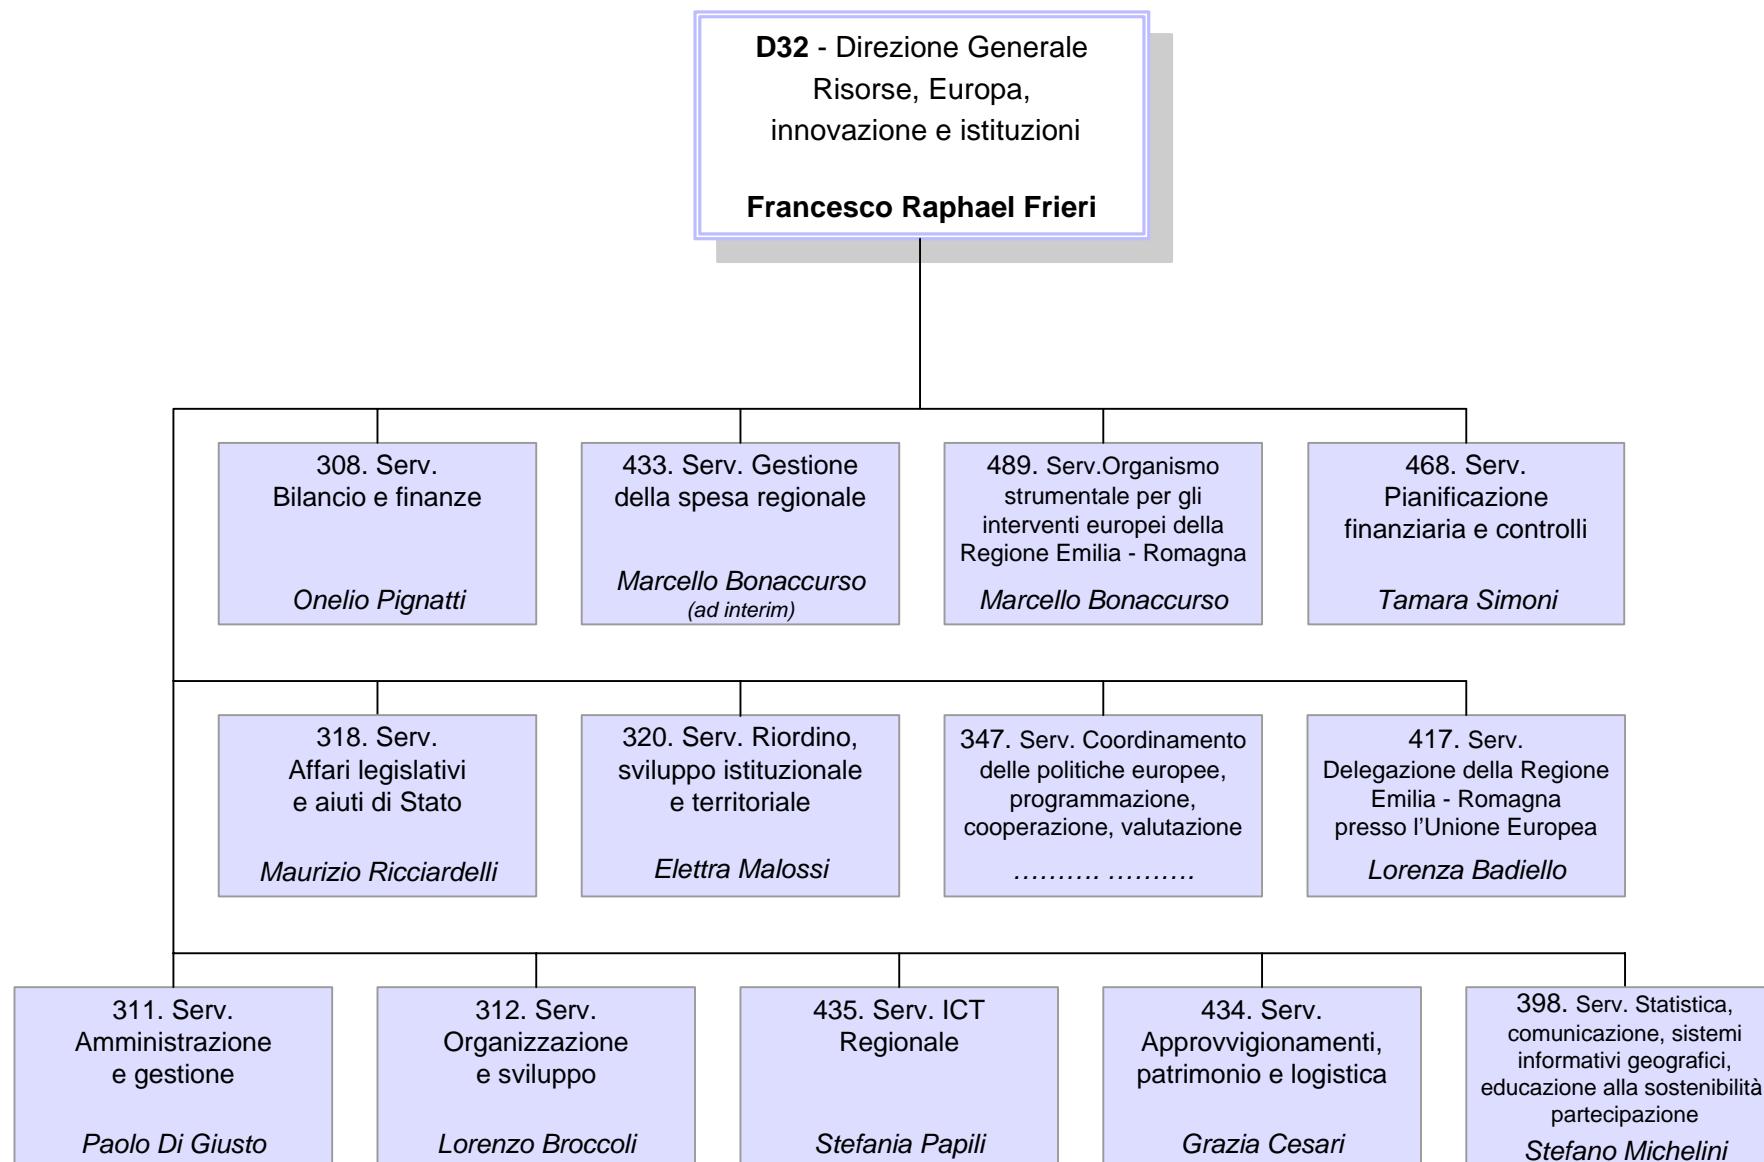 D32 - Direzione Generale
Risorse, Europa,
innovazione e istituzioni
Francesco Raphael Frieri
308. Serv.
Bilancio e finanze
Onelio Pignatti
433. Serv. Gestione
della spesa regionale
Marcello Bonaccurso
(ad interim)
489. Serv.Organismo
strumentale per gli
interventi europei della
Regione Emilia - Romagna
Marcello Bonaccurso
468. Serv.
Pianificazione
finanziaria e controlli
Tamara Simoni
318. Serv.
Affari legislativi
e aiuti di Stato
Maurizio Ricciardelli
320. Serv. Riordino,
sviluppo istituzionale
e territoriale
Elettra Malossi
347. Serv. Coordinamento
delle politiche europee,
programmazione,
cooperazione, valutazione
………. ……….
417. Serv.
Delegazione della Regione
Emilia - Romagna
presso l’Unione Europea
Lorenza Badiello
311. Serv.
Amministrazione
e gestione
Paolo Di Giusto
312. Serv.
Organizzazione
e sviluppo
Lorenzo Broccoli
435. Serv. ICT
Regionale
Stefania Papili
434. Serv.
Approvvigionamenti,
patrimonio e logistica
Grazia Cesari
398. Serv. Statistica,
comunicazione, sistemi
informativi geografici,
educazione alla sostenibilità
partecipazione
Stefano Michelini